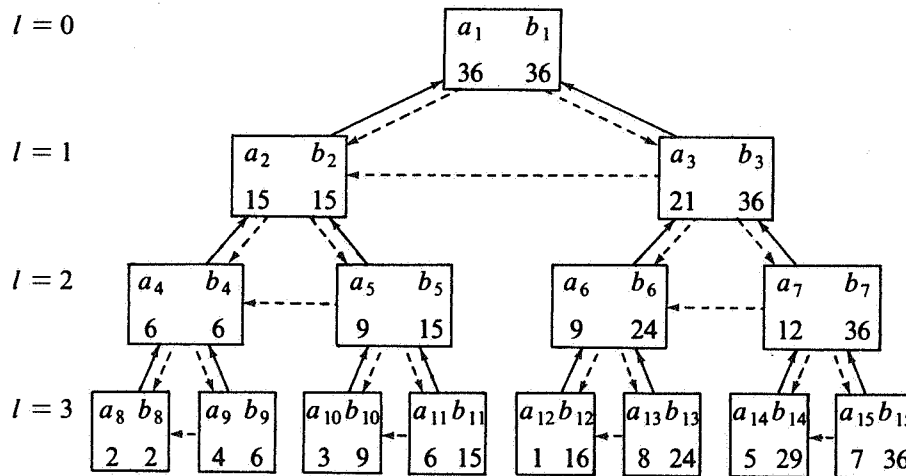 l = 0
a₁ b₁
36 36
l = 1
a₂ b₂ a₃ b₃
15 15 21 36
l = 2
a₄ b₄ a₅ b₅ a₆ b₆ a₇ b₇
6 6 9 15 9 24 12 36
l = 3
a₈ b₈ a₉ b₉ a₁₀ b₁₀ a₁₁ b₁₁ a₁₂ b₁₂ a₁₃ b₁₃ a₁₄ b₁₄ a₁₅ b₁₅
2 2 4 6 3 9 6 15 1 16 8 24 5 29 7 36